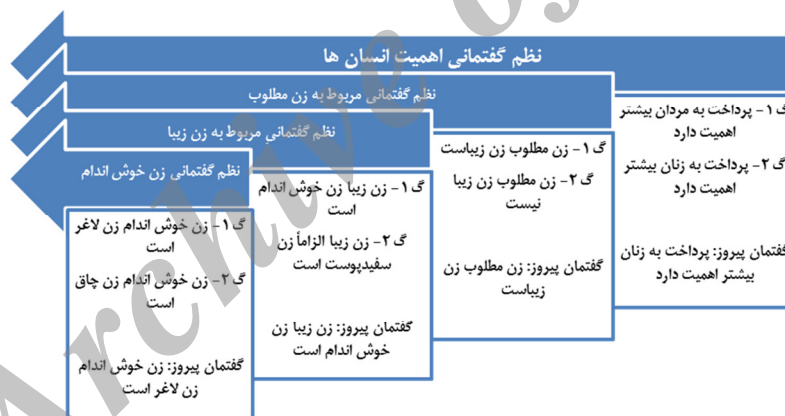 نظم گفتمانی اهمیت انسان ها
نظم گفتمانی مربوط به زن مطلوب
نظم گفتمانی مربوط به زن زیبا
نظم گفتمانی زن خوش اندام
گ ۱- پرداخت به مردان بیشتر
اهمیت دارد
گ ۲- پرداخت به زنان بیشتر
اهمیت دارد
گفتمان پیروز: پرداخت به زنان
بیشتر اهمیت دارد
گ ۱- زن مطلوب زن زیباست
گ ۲- زن مطلوب زن زیبا
نیست
گفتمان پیروز: زن مطلوب زن
زیباست
گ ۱- زن زیبا زن خوش اندام
است
گ ۲- زن زیبا الزاماً زن
سفیدپوست است
گفتمان پیروز: زن زیبا زن
خوش اندام است
گ ۱- زن خوش اندام زن لاغر
است
گ ۲- زن خوش اندام زن چاق
است
گفتمان پیروز: زن خوش اندام
زن لاغر است
Archive of